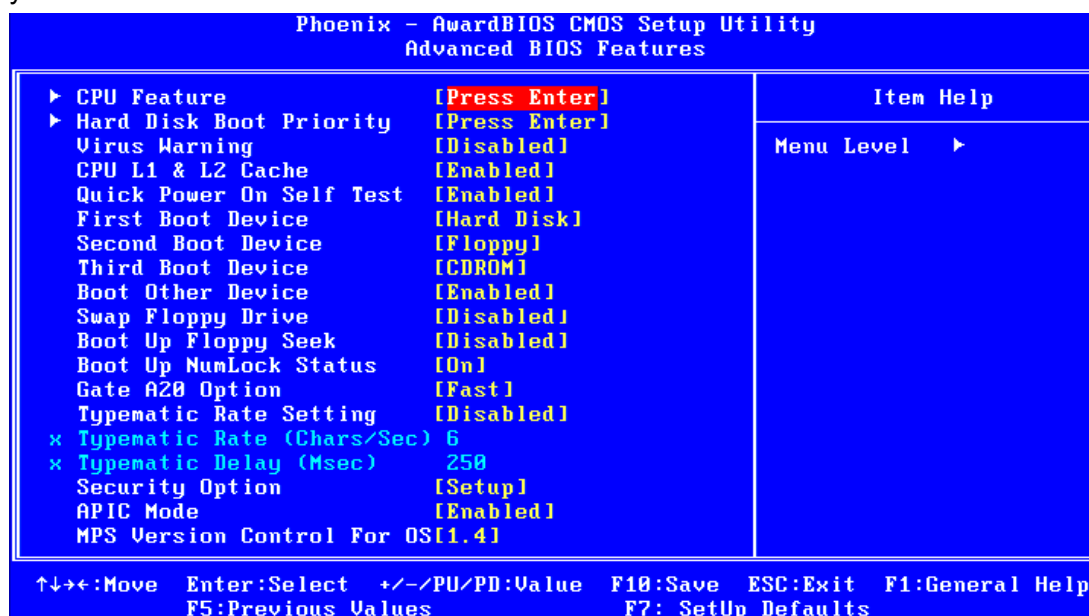 Phoenix - AwardBIOS CMOS Setup Utility
Advanced BIOS Features
► CPU Feature [Press Enter]
► Hard Disk Boot Priority [Press Enter]
Virus Warning [Disabled]
CPU L1 & L2 Cache [Enabled]
Quick Power On Self Test [Enabled]
First Boot Device [Hard Disk]
Second Boot Device [Floppy]
Third Boot Device [CDROM]
Boot Other Device [Enabled]
Swap Floppy Drive [Disabled]
Boot Up Floppy Seek [Disabled]
Boot Up NumLock Status [On]
Gate A20 Option [Fast]
Typematic Rate Setting [Disabled]
x Typematic Rate (Chars/Sec) 6
x Typematic Delay (Msec) 250
Security Option [Setup]
APIC Mode [Enabled]
MPS Version Control For OS[1.4]
Item Help
Menu Level ►
↑↓→←:Move Enter:Select +/-/PU/PD:Value F10:Save ESC:Exit F1:General Help
F5:Previous Values F7: SetUp Defaults